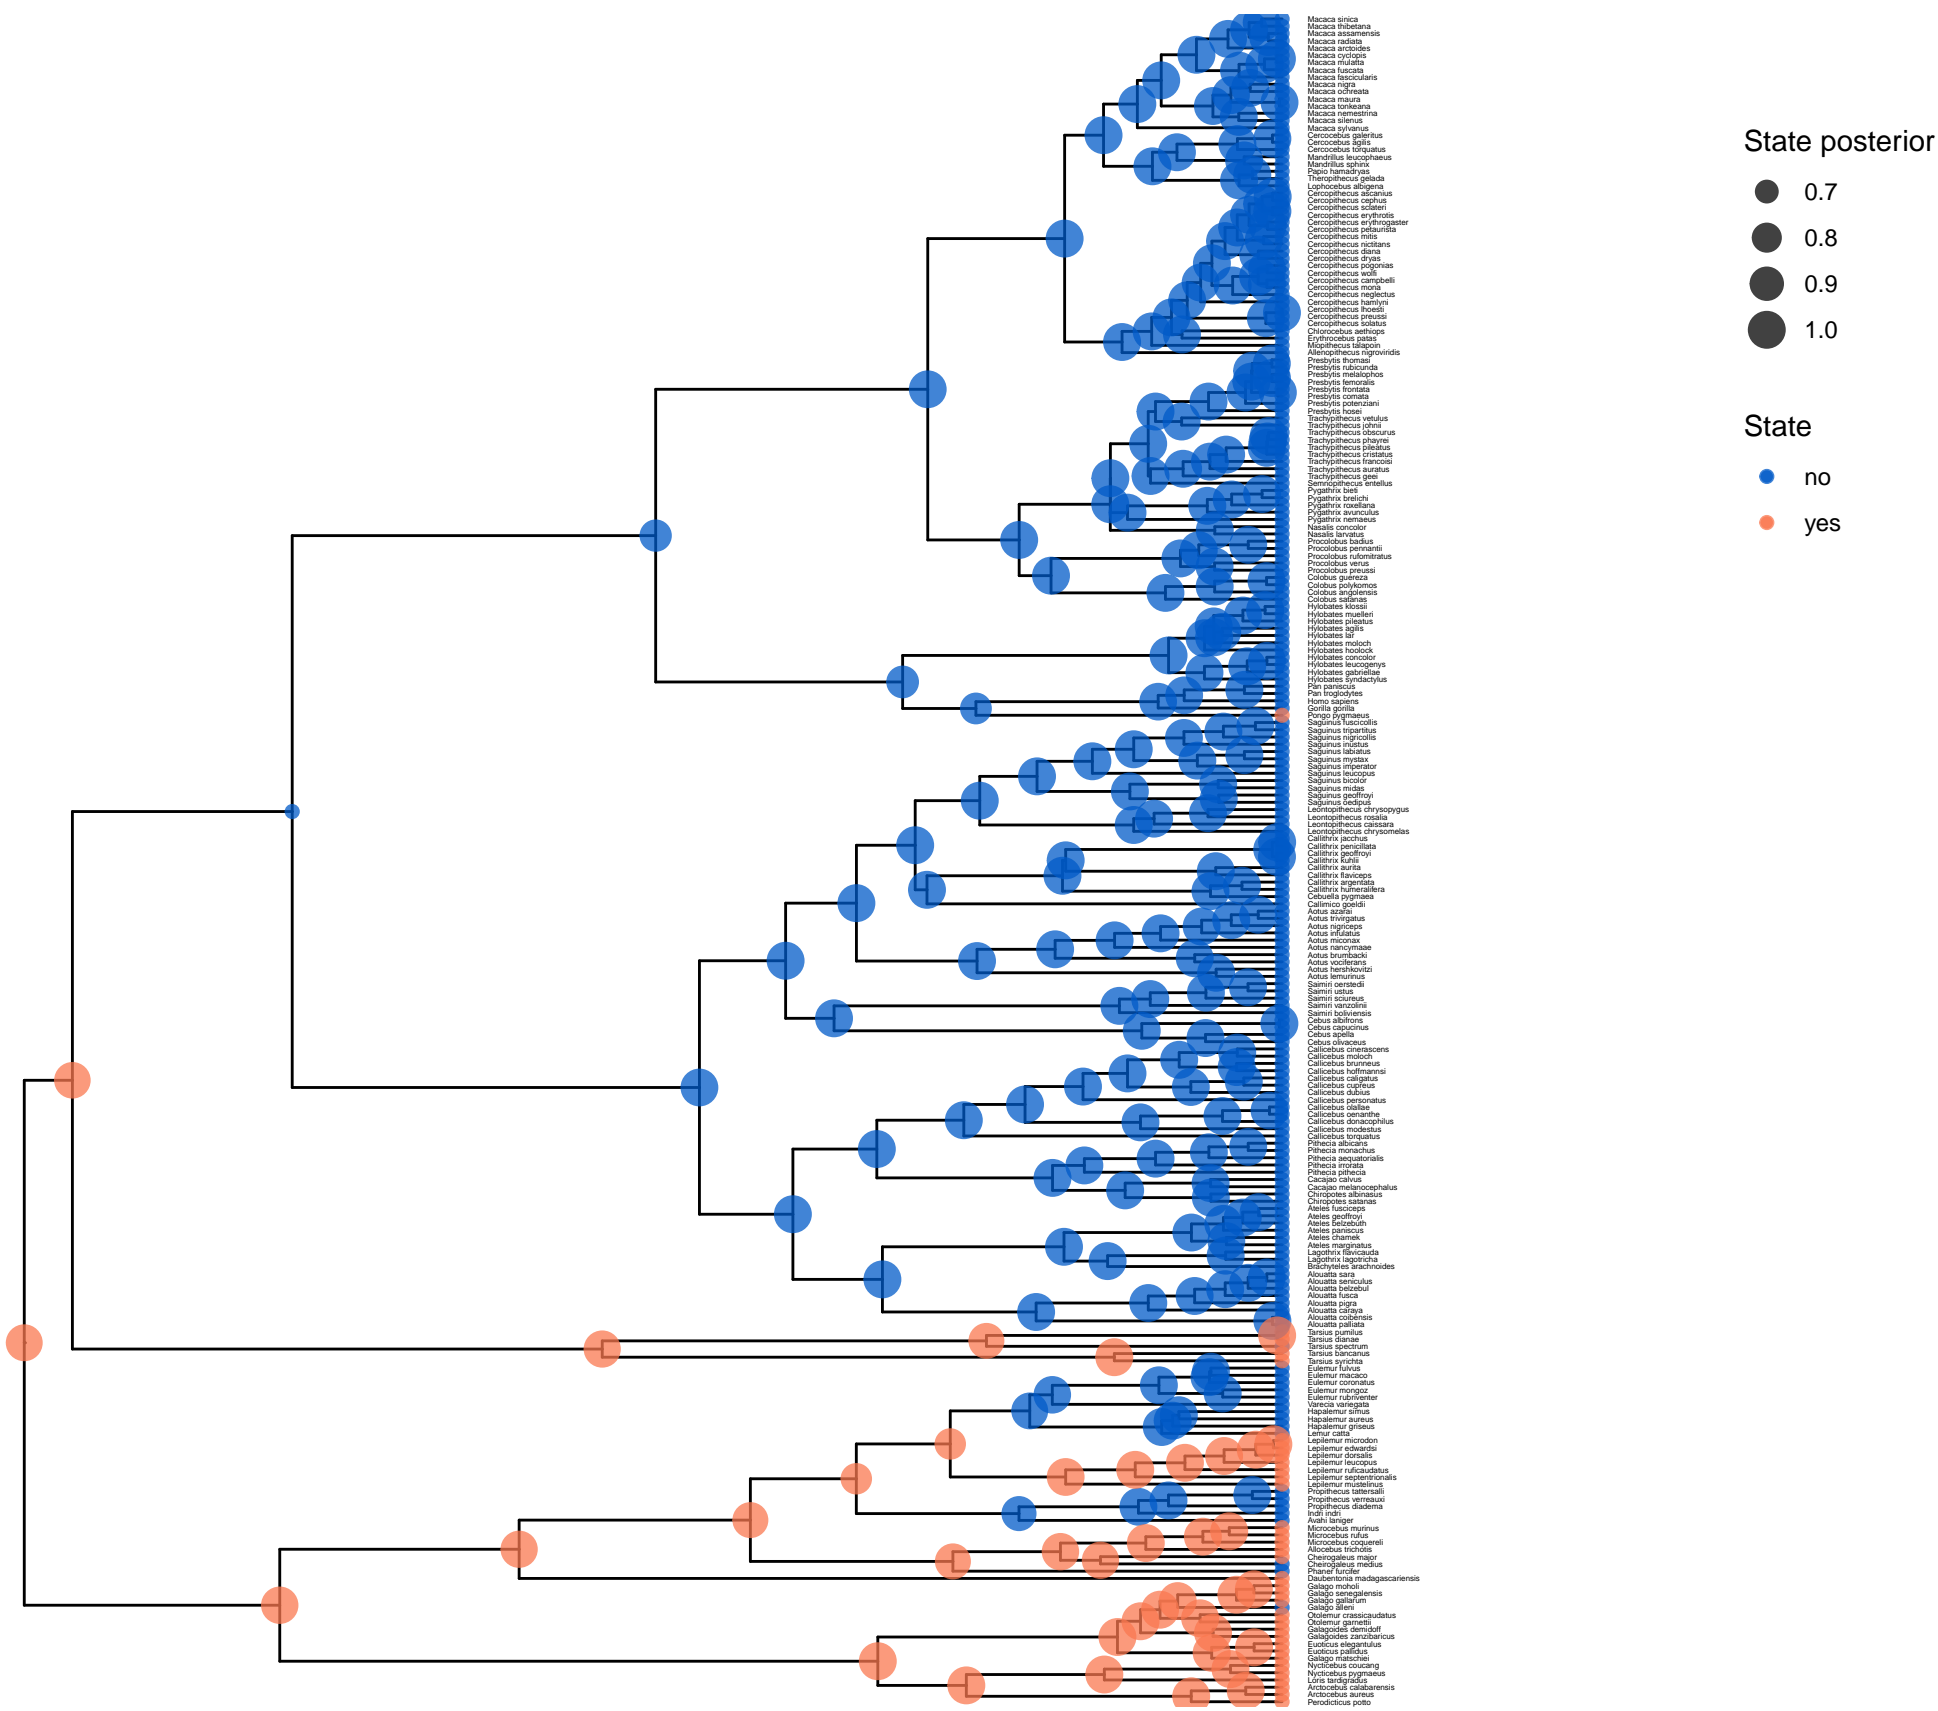 Macaca sinica
Macaca thibetana
Macaca assamensis
Macaca radiata
Macaca arctoides
Macaca cyclopis
Macaca mulatta
Macaca fuscata
Macaca fascicularis
Macaca nigra
Macaca ochreata
Macaca maura
Macaca tonkeana
Macaca nemestrina
Macaca silenus
Macaca sylvanus
Cercocebus galeritus
Cercocebus agilis
Cercocebus torquatus
Mandrillus leucophaeus
Mandrillus sphinx
Papio hamadryas
Theropithecus gelada
Lophocebus albigena
Cercopithecus ascanius
Cercopithecus cephus
Cercopithecus sclateri
Cercopithecus erythrotis
Cercopithecus erythrogaster
Cercopithecus petaurista
Cercopithecus mitis
Cercopithecus nictitans
Cercopithecus diana
Cercopithecus dryas
Cercopithecus pogonias
Cercopithecus wolfi
Cercopithecus campbelli
Cercopithecus mona
Cercopithecus neglectus
Cercopithecus hamlyni
Cercopithecus lhoesti
Cercopithecus preussi
Cercopithecus solatus
Chlorocebus aethiops
Erythrocebus patas
Miopithecus talapoin
Allenopithecus nigroviridis
Presbytis thomasi
Presbytis rubicunda
Presbytis melalophos
Presbytis femoralis
Presbytis frontata
Presbytis comata
Presbytis potenziani
Presbytis hosei
Trachypithecus vetulus
Trachypithecus johnii
Trachypithecus obscurus
Trachypithecus phayrei
Trachypithecus pileatus
Trachypithecus cristatus
Trachypithecus francoisi
Trachypithecus auratus
Trachypithecus geei
Semnopithecus entellus
Pygathrix bieti
Pygathrix brelichi
Pygathrix roxellana
Pygathrix avunculus
Pygathrix nemaeus
Nasalis concolor
Nasalis larvatus
Procolobus badius
Procolobus pennantii
Procolobus rufomitratus
Procolobus verus
Procolobus preussi
Colobus guereza
Colobus polykomos
Colobus angolensis
Colobus satanas
Hylobates klossii
Hylobates muelleri
Hylobates pileatus
Hylobates agilis
Hylobates lar
Hylobates moloch
Hylobates hoolock
Hylobates concolor
Hylobates leucogenys
Hylobates gabriellae
Hylobates syndactylus
Pan paniscus
Pan troglodytes
Homo sapiens
Gorilla gorilla
Pongo pygmaeus
Saguinus fuscicollis
Saguinus tripartitus
Saguinus nigricollis
Saguinus inustus
Saguinus labiatus
Saguinus mystax
Saguinus imperator
Saguinus leucopus
Saguinus bicolor
Saguinus midas
Saguinus geoffroyi
Saguinus oedipus
Leontopithecus chrysopygus
Leontopithecus rosalia
Leontopithecus caissara
Leontopithecus chrysomelas
Callithrix jacchus
Callithrix penicillata
Callithrix geoffroyi
Callithrix kuhlii
Callithrix aurita
Callithrix flaviceps
Callithrix argentata
Callithrix humeralifera
Cebuella pygmaea
Callimico goeldii
Aotus azarai
Aotus trivirgatus
Aotus nigriceps
Aotus infulatus
Aotus miconax
Aotus nancymaae
Aotus brumbacki
Aotus vociferans
Aotus hershkovitzi
Aotus lemurinus
Saimiri oerstedii
Saimiri ustus
Saimiri sciureus
Saimiri vanzolinii
Saimiri boliviensis
Cebus albifrons
Cebus capucinus
Cebus apella
Cebus olivaceus
Callicebus cinerascens
Callicebus moloch
Callicebus brunneus
Callicebus hoffmannsi
Callicebus caligatus
Callicebus cupreus
Callicebus dubius
Callicebus personatus
Callicebus olallae
Callicebus oenanthe
Callicebus donacophilus
Callicebus modestus
Callicebus torquatus
Pithecia albicans
Pithecia monachus
Pithecia aequatorialis
Pithecia irrorata
Pithecia pithecia
Cacajao calvus
Cacajao melanocephalus
Chiropotes albinasus
Chiropotes satanas
Ateles fusciceps
Ateles geoffroyi
Ateles belzebuth
Ateles paniscus
Ateles chamek
Ateles marginatus
Lagothrix flavicauda
Lagothrix lagotricha
Brachyteles arachnoides
Alouatta sara
Alouatta seniculus
Alouatta belzebul
Alouatta fusca
Alouatta pigra
Alouatta caraya
Alouatta coibensis
Alouatta palliata
Tarsius pumilus
Tarsius dianae
Tarsius spectrum
Tarsius bancanus
Tarsius syrichta
Eulemur fulvus
Eulemur macaco
Eulemur coronatus
Eulemur mongoz
Eulemur rubriventer
Varecia variegata
Hapalemur simus
Hapalemur aureus
Hapalemur griseus
Lemur catta
Lepilemur microdon
Lepilemur edwardsi
Lepilemur dorsalis
Lepilemur leucopus
Lepilemur ruficaudatus
Lepilemur septentrionalis
Lepilemur mustelinus
Propithecus tattersalli
Propithecus verreauxi
Propithecus diadema
Indri indri
Avahi laniger
Microcebus murinus
Microcebus rufus
Microcebus coquereli
Allocebus trichotis
Cheirogaleus major
Cheirogaleus medius
Phaner furcifer
Daubentonia madagascariensis
Galago moholi
Galago senegalensis
Galago gallarum
Galago alleni
Otolemur crassicaudatus
Otolemur garnettii
Galagoides demidoff
Galagoides zanzibaricus
Euoticus elegantulus
Euoticus pallidus
Galago matschiei
Nycticebus coucang
Nycticebus pygmaeus
Loris tardigradus
Arctocebus calabarensis
Arctocebus aureus
Perodicticus potto
State posterior
0.7
0.8
0.9
1.0
State
no
yes